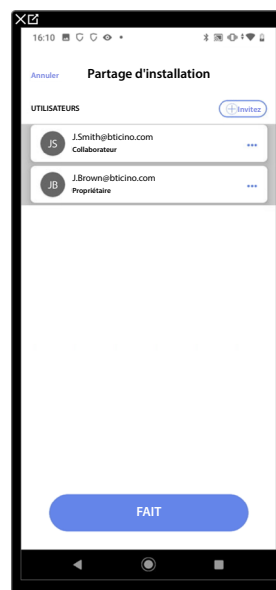 16:10
Annuler Partage d'installation
UTILISATEURS Invitez
JS J.Smith@bticino.com
Collaborateur
JB J.Brown@bticino.com
Propriétaire
FAIT